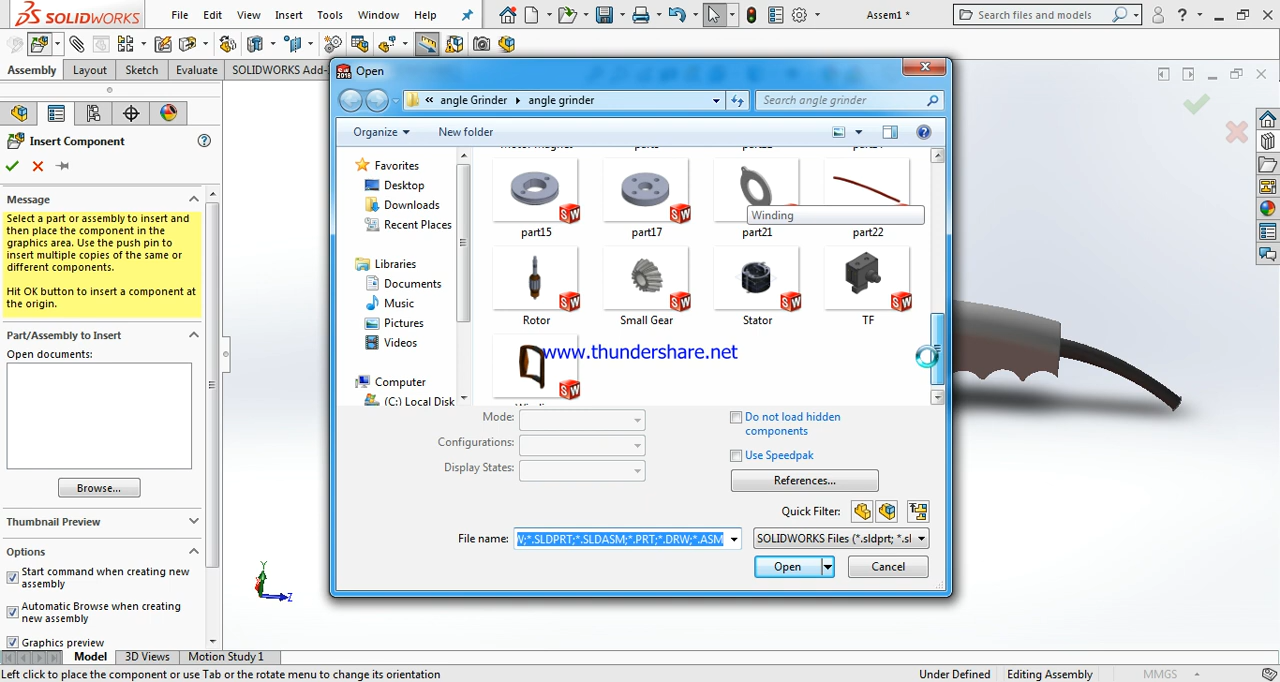 SOLIDWORKS
File Edit View Insert Tools Window Help
Assem1 *
Search files and models
Assembly Layout Sketch Evaluate SOLIDWORKS Add-
Insert Component
Message
Select a part or assembly to insert and
then place the component in the
graphics area. Use the push pin to
insert multiple copies of the same or
different components.
Hit OK button to insert a component at
the origin.
Part/Assembly to Insert
Open documents:
Browse...
Thumbnail Preview
Options
Start command when creating new
assembly
Automatic Browse when creating
new assembly
Graphics preview
Open
« angle Grinder angle grinder
Search angle grinder
Organize New folder
Favorites
Desktop
Downloads
Recent Places
Libraries
Documents
Music
Pictures
Videos
Computer
(C:) Local Disk
part15 part17 part21 part22
Winding
Rotor Small Gear Stator TF
www.thundershare.net
Mode:
Configurations:
Display States:
Do not load hidden
components
Use Speedpak
References...
Quick Filter:
File name: V;*.SLDPRT;*.SLDASM;*.PRT;*.DRW;*.ASM
SOLIDWORKS Files (*.sldprt; *.sl
Open Cancel
Y
Z
Model 3D Views Motion Study 1
Left click to place the component or use Tab or the rotate menu to change its orientation
Under Defined Editing Assembly MMGS